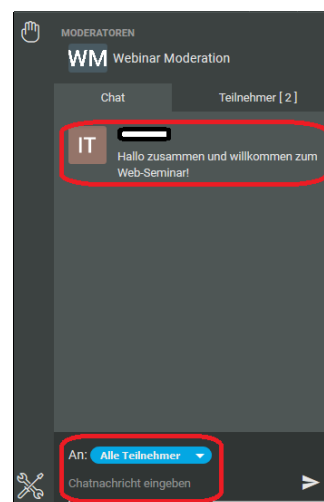 MODERATOREN
WM Webinar Moderation
Chat Teilnehmer [ 2 ]
IT
Hallo zusammen und willkommen zum
Web-Seminar!
An: Alle Teilnehmer
Chatnachricht eingeben